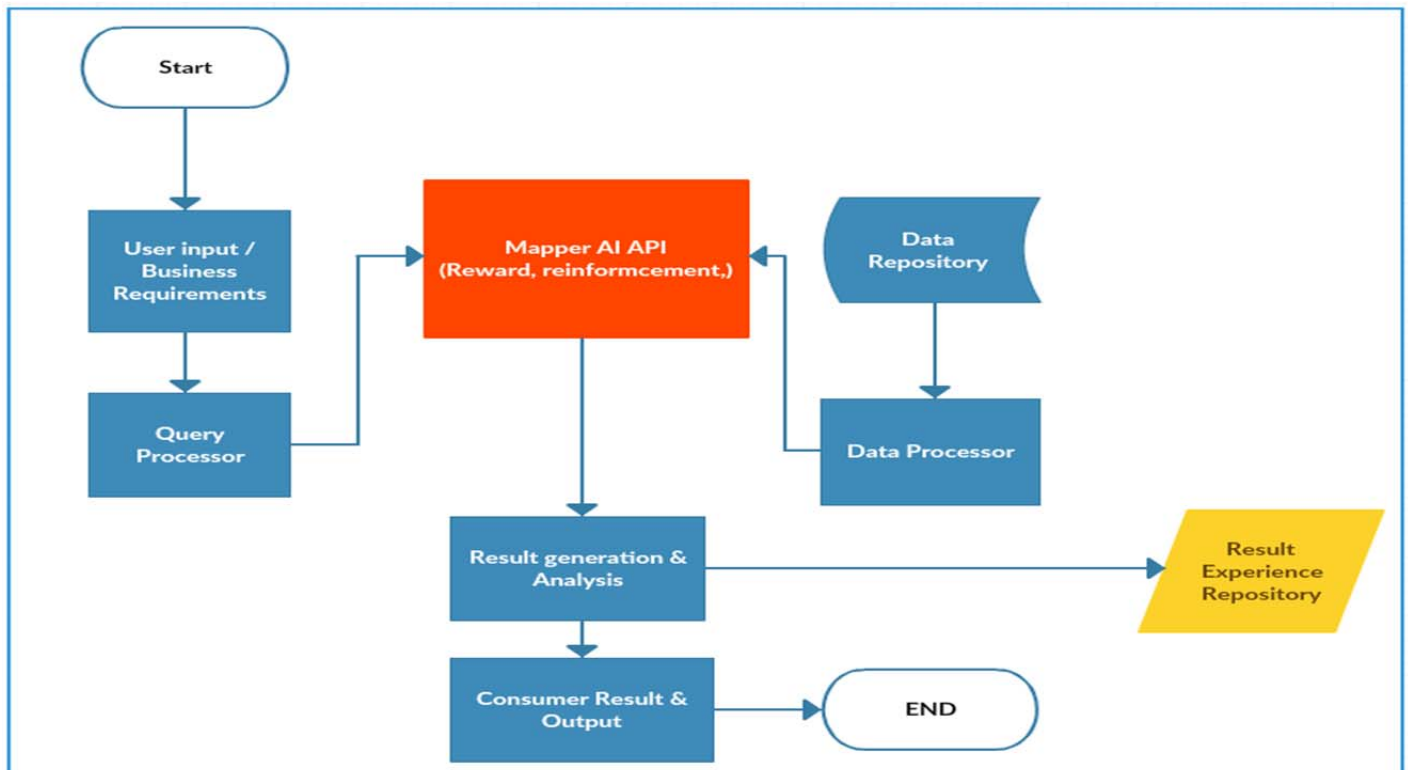 Start
User input /
Business
Requirements
Query
Processor
Mapper AI API
(Reward, reinformcement,)
Data
Repository
Data Processor
Result generation &
Analysis
Result
Experience
Repository
Consumer Result &
Output
END